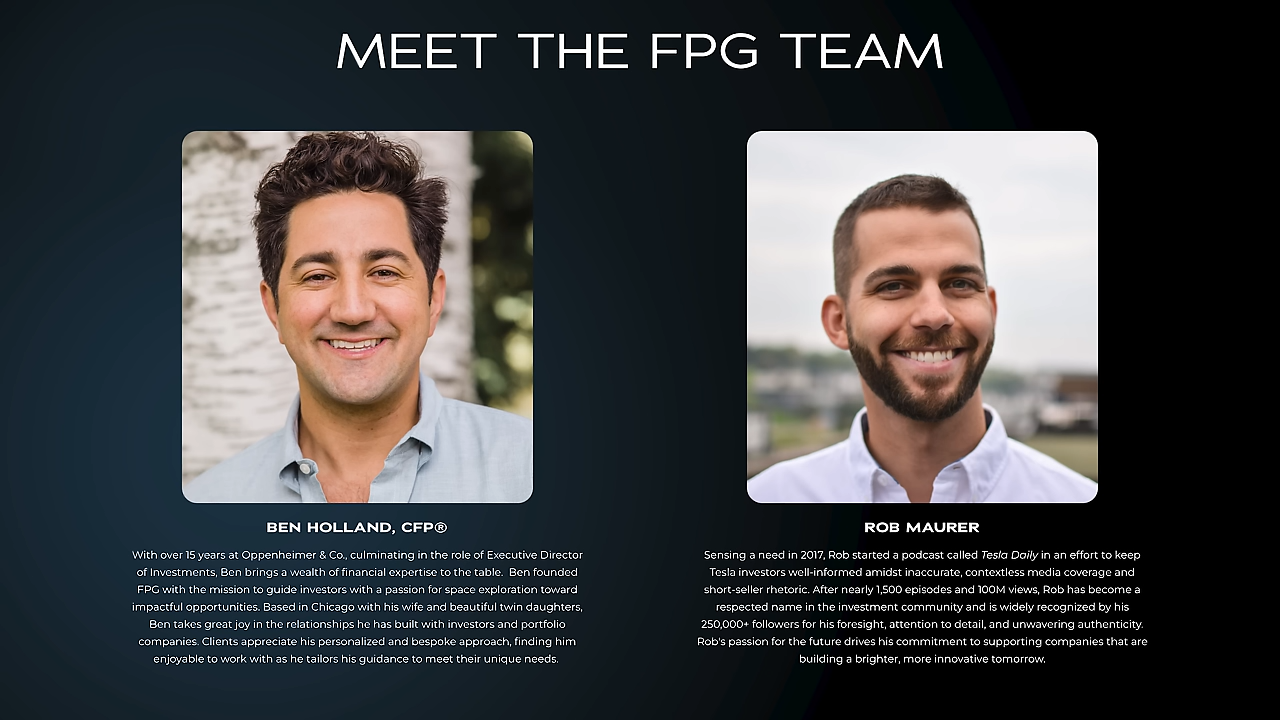 MEET THE FPG TEAM
BEN HOLLAND, CFP®
With over 15 years at Oppenheimer & Co., culminating in the role of Executive Director
of Investments, Ben brings a wealth of financial expertise to the table.  Ben founded
FPG with the mission to guide investors with a passion for space exploration toward
impactful opportunities. Based in Chicago with his wife and beautiful twin daughters,
Ben takes great joy in the relationships he has built with investors and portfolio
companies. Clients appreciate his personalized and bespoke approach, finding him
enjoyable to work with as he tailors his guidance to meet their unique needs.
ROB MAURER
Sensing a need in 2017, Rob started a podcast called Tesla Daily in an effort to keep
Tesla investors well-informed amidst inaccurate, contextless media coverage and
short-seller rhetoric. After nearly 1,500 episodes and 100M views, Rob has become a
respected name in the investment community and is widely recognized by his
250,000+ followers for his foresight, attention to detail, and unwavering authenticity.
Rob's passion for the future drives his commitment to supporting companies that are
building a brighter, more innovative tomorrow.